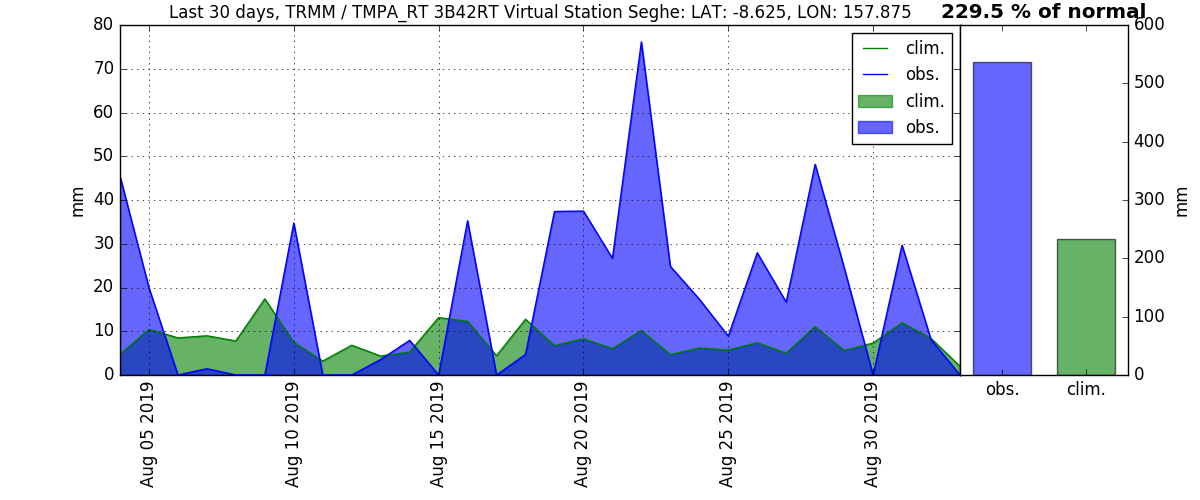 Last 30 days, TRMM / TMPA_RT 3B42RT Virtual Station Seghe: LAT: -8.625, LON: 157.875
229.5 % of normal
80
70
60
50
40
30
20
10
0
mm
clim.
obs.
clim.
obs.
600
500
400
300
200
100
0
mm
obs.
clim.
Aug 05 2019
Aug 10 2019
Aug 15 2019
Aug 20 2019
Aug 25 2019
Aug 30 2019